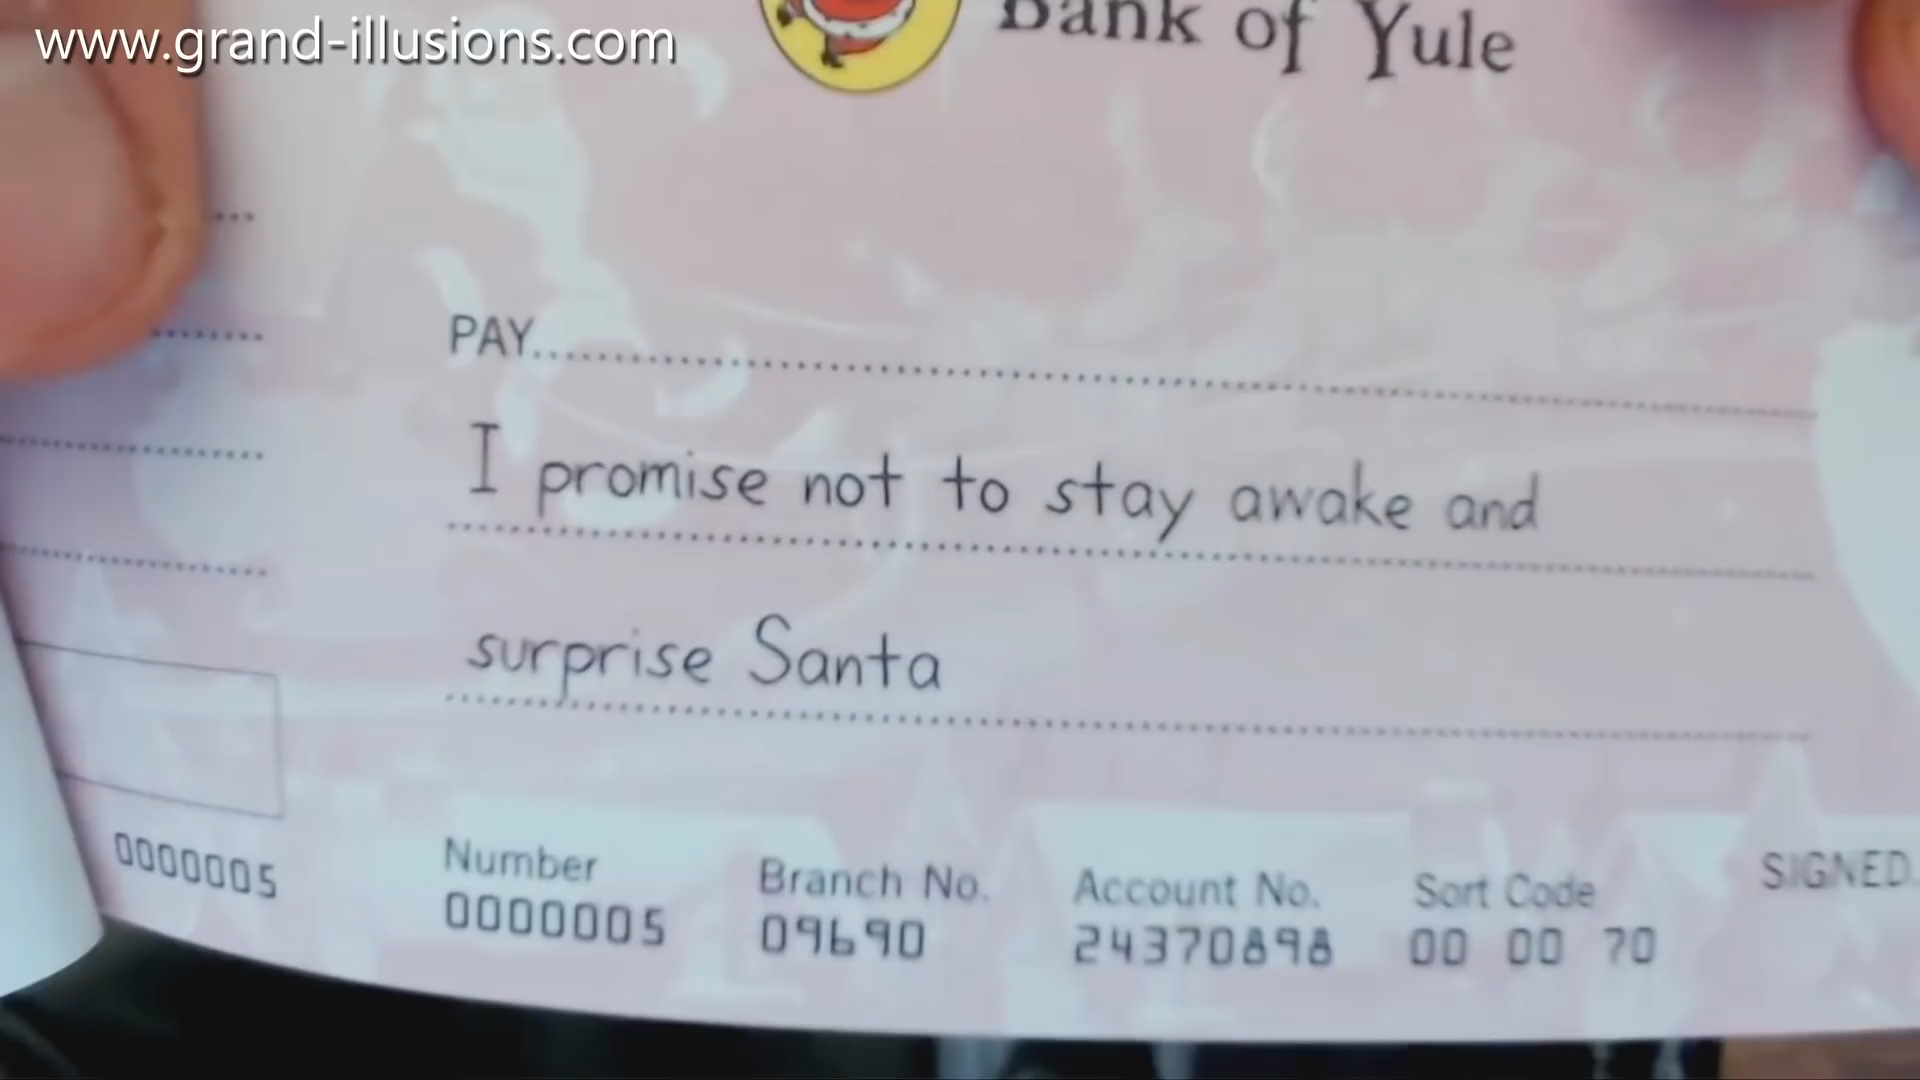 www.grand-illusions.com
Bank of Yule
PAY
I promise not to stay awake and
surprise Santa
0000005
Number
0000005
Branch No.
09690
Account No.
24370898
Sort Code
00 00 70
SIGNED